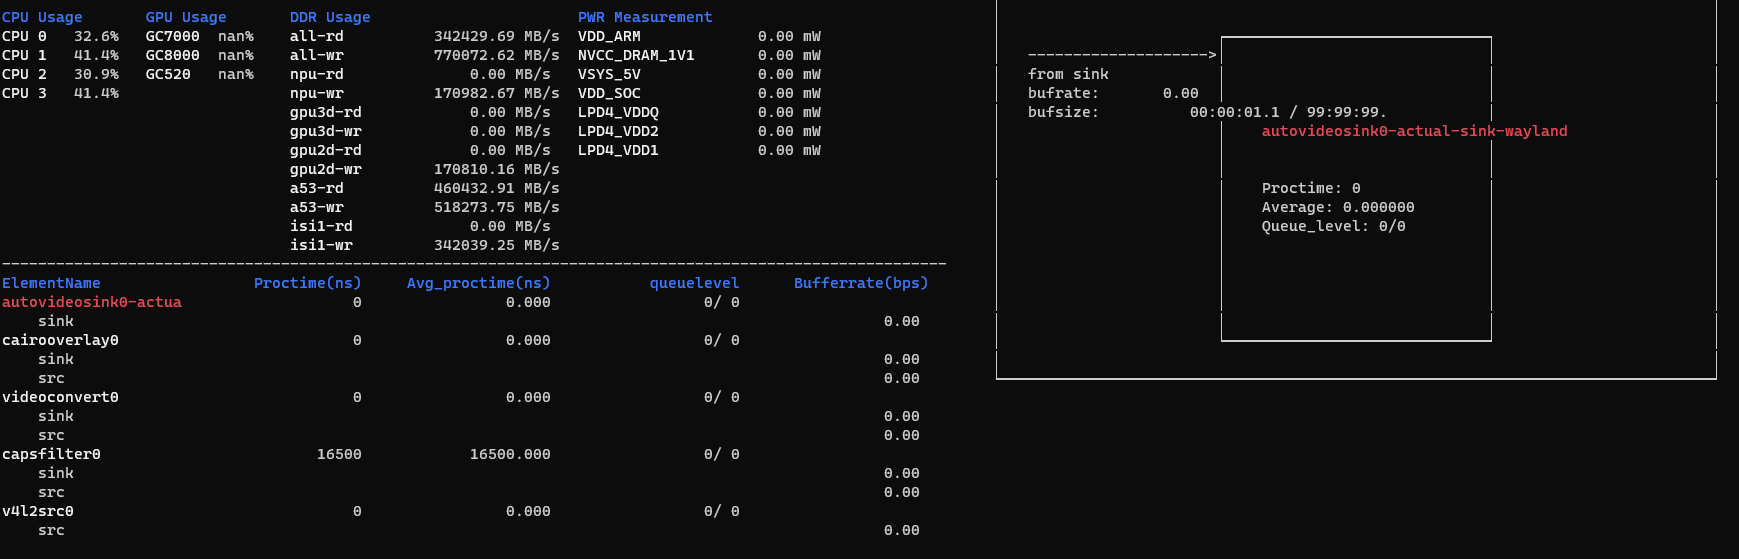 CPU Usage GPU Usage DDR Usage PWR Measurement
CPU 0 32.6% GC7000 nan% all-rd 342429.69 MB/s VDD_ARM 0.00 mW
CPU 1 41.4% GC8000 nan% all-wr 770072.62 MB/s NVCC_DRAM_1V1 0.00 mW
CPU 2 30.9% GC520 nan% npu-rd 0.00 MB/s VSYS_5V 0.00 mW
CPU 3 41.4% npu-wr 170982.67 MB/s VDD_SOC 0.00 mW
gpu3d-rd 0.00 MB/s LPD4_VDDQ 0.00 mW
gpu3d-wr 0.00 MB/s LPD4_VDD2 0.00 mW
gpu2d-rd 0.00 MB/s LPD4_VDD1 0.00 mW
gpu2d-wr 170810.16 MB/s
a53-rd 460432.91 MB/s
a53-wr 518273.75 MB/s
isi1-rd 0.00 MB/s
isi1-wr 342039.25 MB/s
---------------------------------------------------------------------------------------------------------
ElementName Proctime(ns) Avg_proctime(ns) queuelevel Bufferrate(bps)
autovideosink0-actua 0 0.000 0/ 0
sink 0.00
cairooverlay0 0 0.000 0/ 0
sink 0.00
src 0.00
videoconvert0 0 0.000 0/ 0
sink 0.00
src 0.00
capsfilter0 16500 16500.000 0/ 0
sink 0.00
src 0.00
v4l2src0 0 0.000 0/ 0
src 0.00
-------------------->
from sink
bufrate: 0.00
bufsize: 00:00:01.1 / 99:99:99.
autovideosink0-actual-sink-wayland
Proctime: 0
Average: 0.000000
Queue_level: 0/0